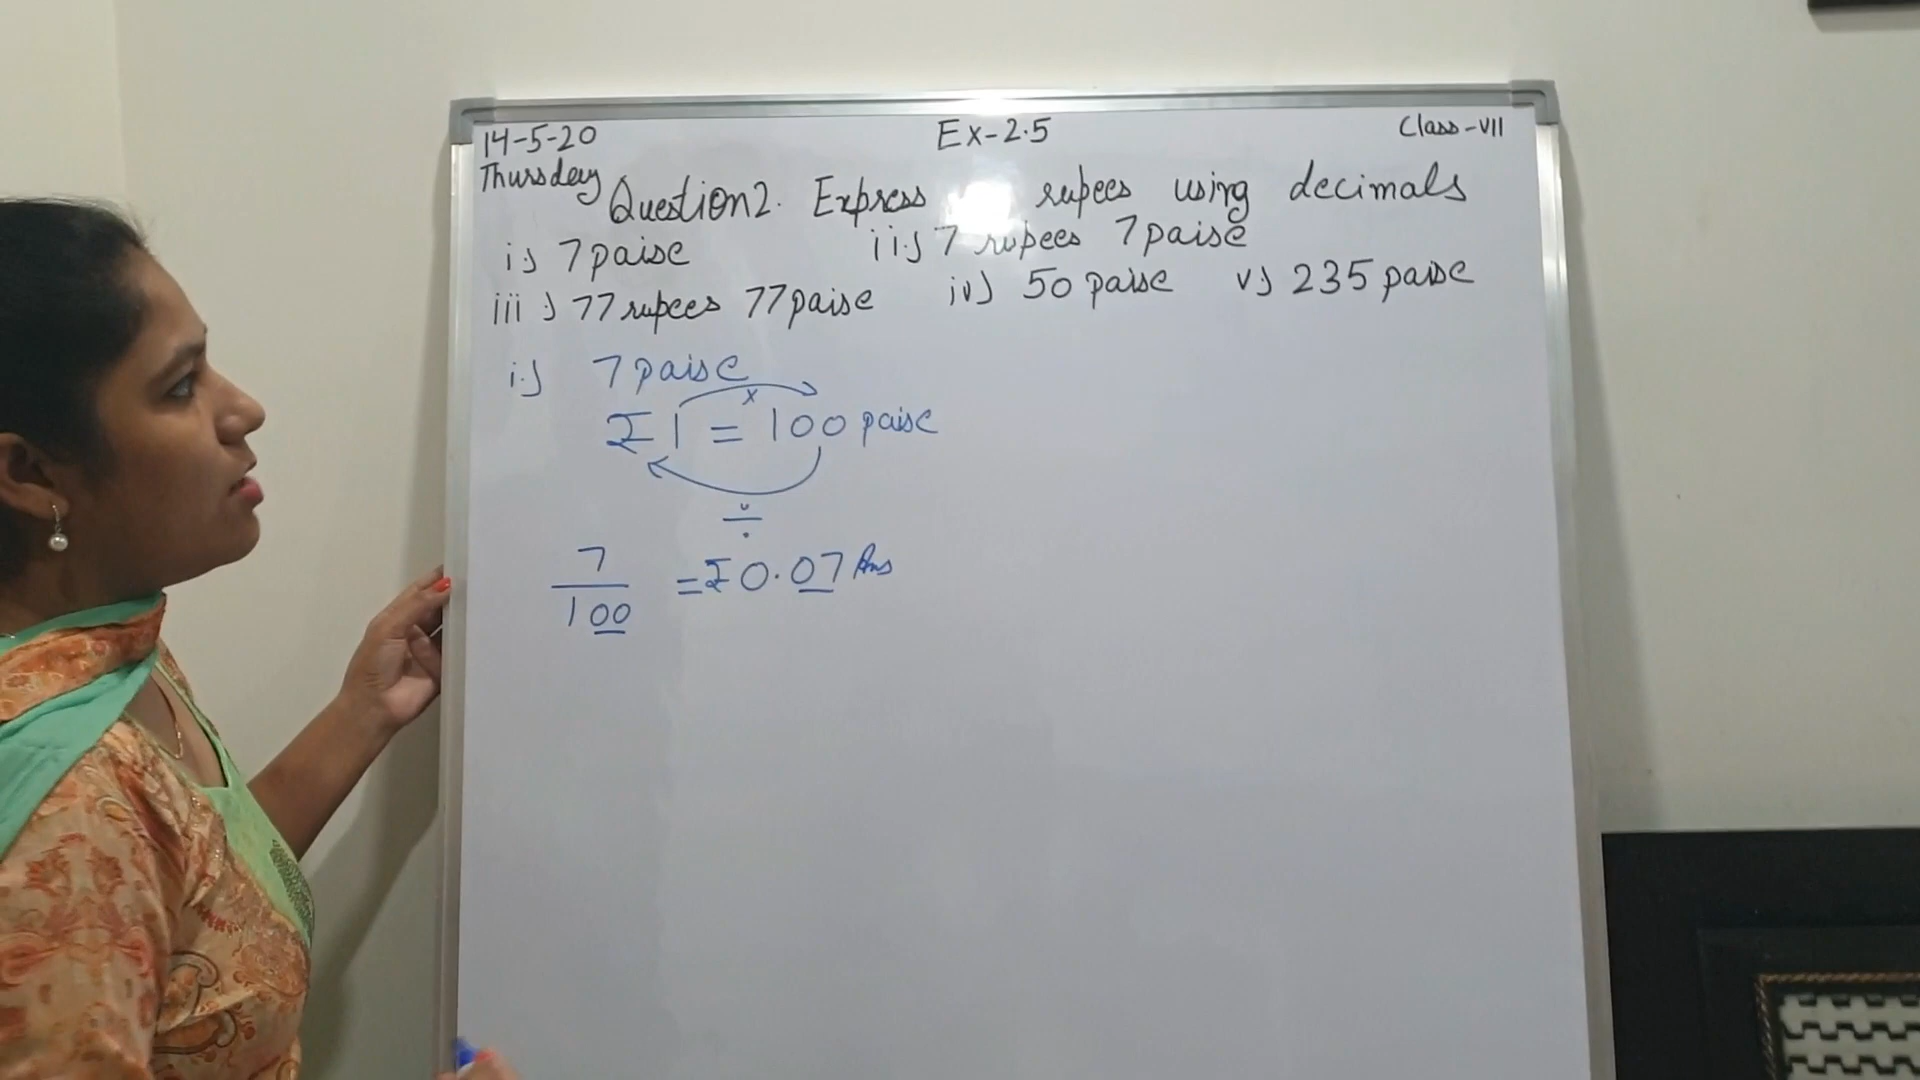 14-5-20 Ex-2.5 Class-VII
Thursday
Question 2. Express rupees using decimals
i) 7 paise ii) 7 rupees 7 paise
iii) 77 rupees 77 paise iv) 50 paise v) 235 paise
i) 7 paise
×
₹1 = 100 paise
÷
7/100 = ₹0.07 Ans